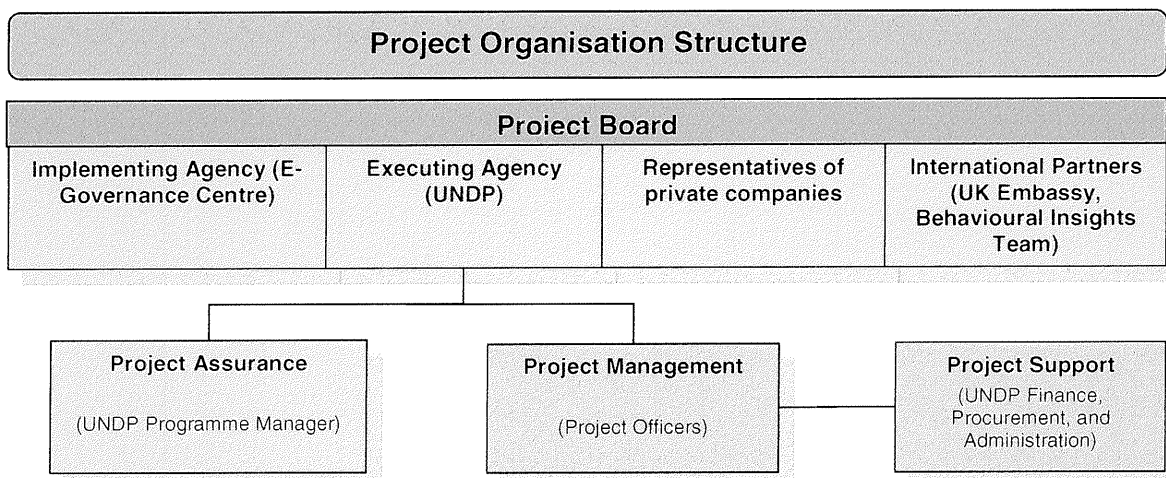 Project Organisation Structure
Project Board
Implementing Agency (E-
Governance Centre)
Executing Agency
(UNDP)
Representatives of
private companies
International Partners
(UK Embassy,
Behavioural Insights
Team)
Project Assurance
(UNDP Programme Manager)
Project Management
(Project Officers)
Project Support
(UNDP Finance,
Procurement, and
Administration)